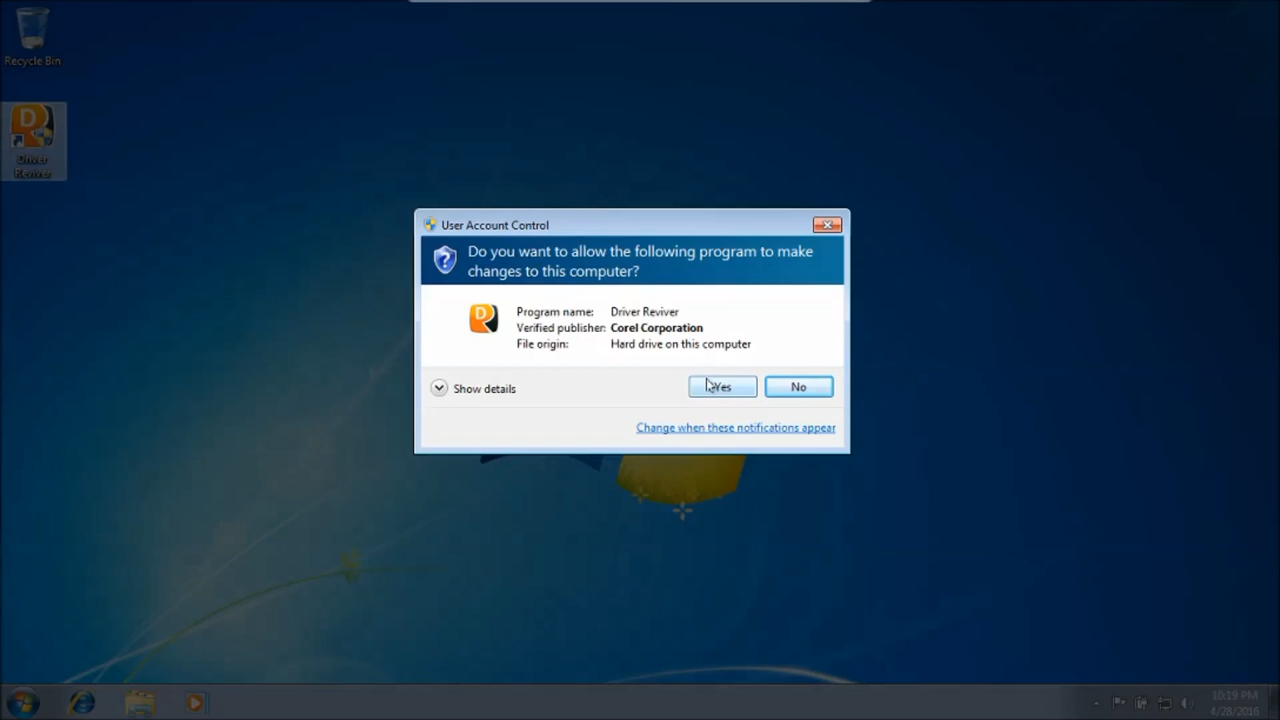 Recycle Bin
Driver
Reviver
User Account Control
Do you want to allow the following program to make
changes to this computer?
Program name: Driver Reviver
Verified publisher: Corel Corporation
File origin: Hard drive on this computer
Show details
Yes
No
Change when these notifications appear
10:19 PM
4/28/2016